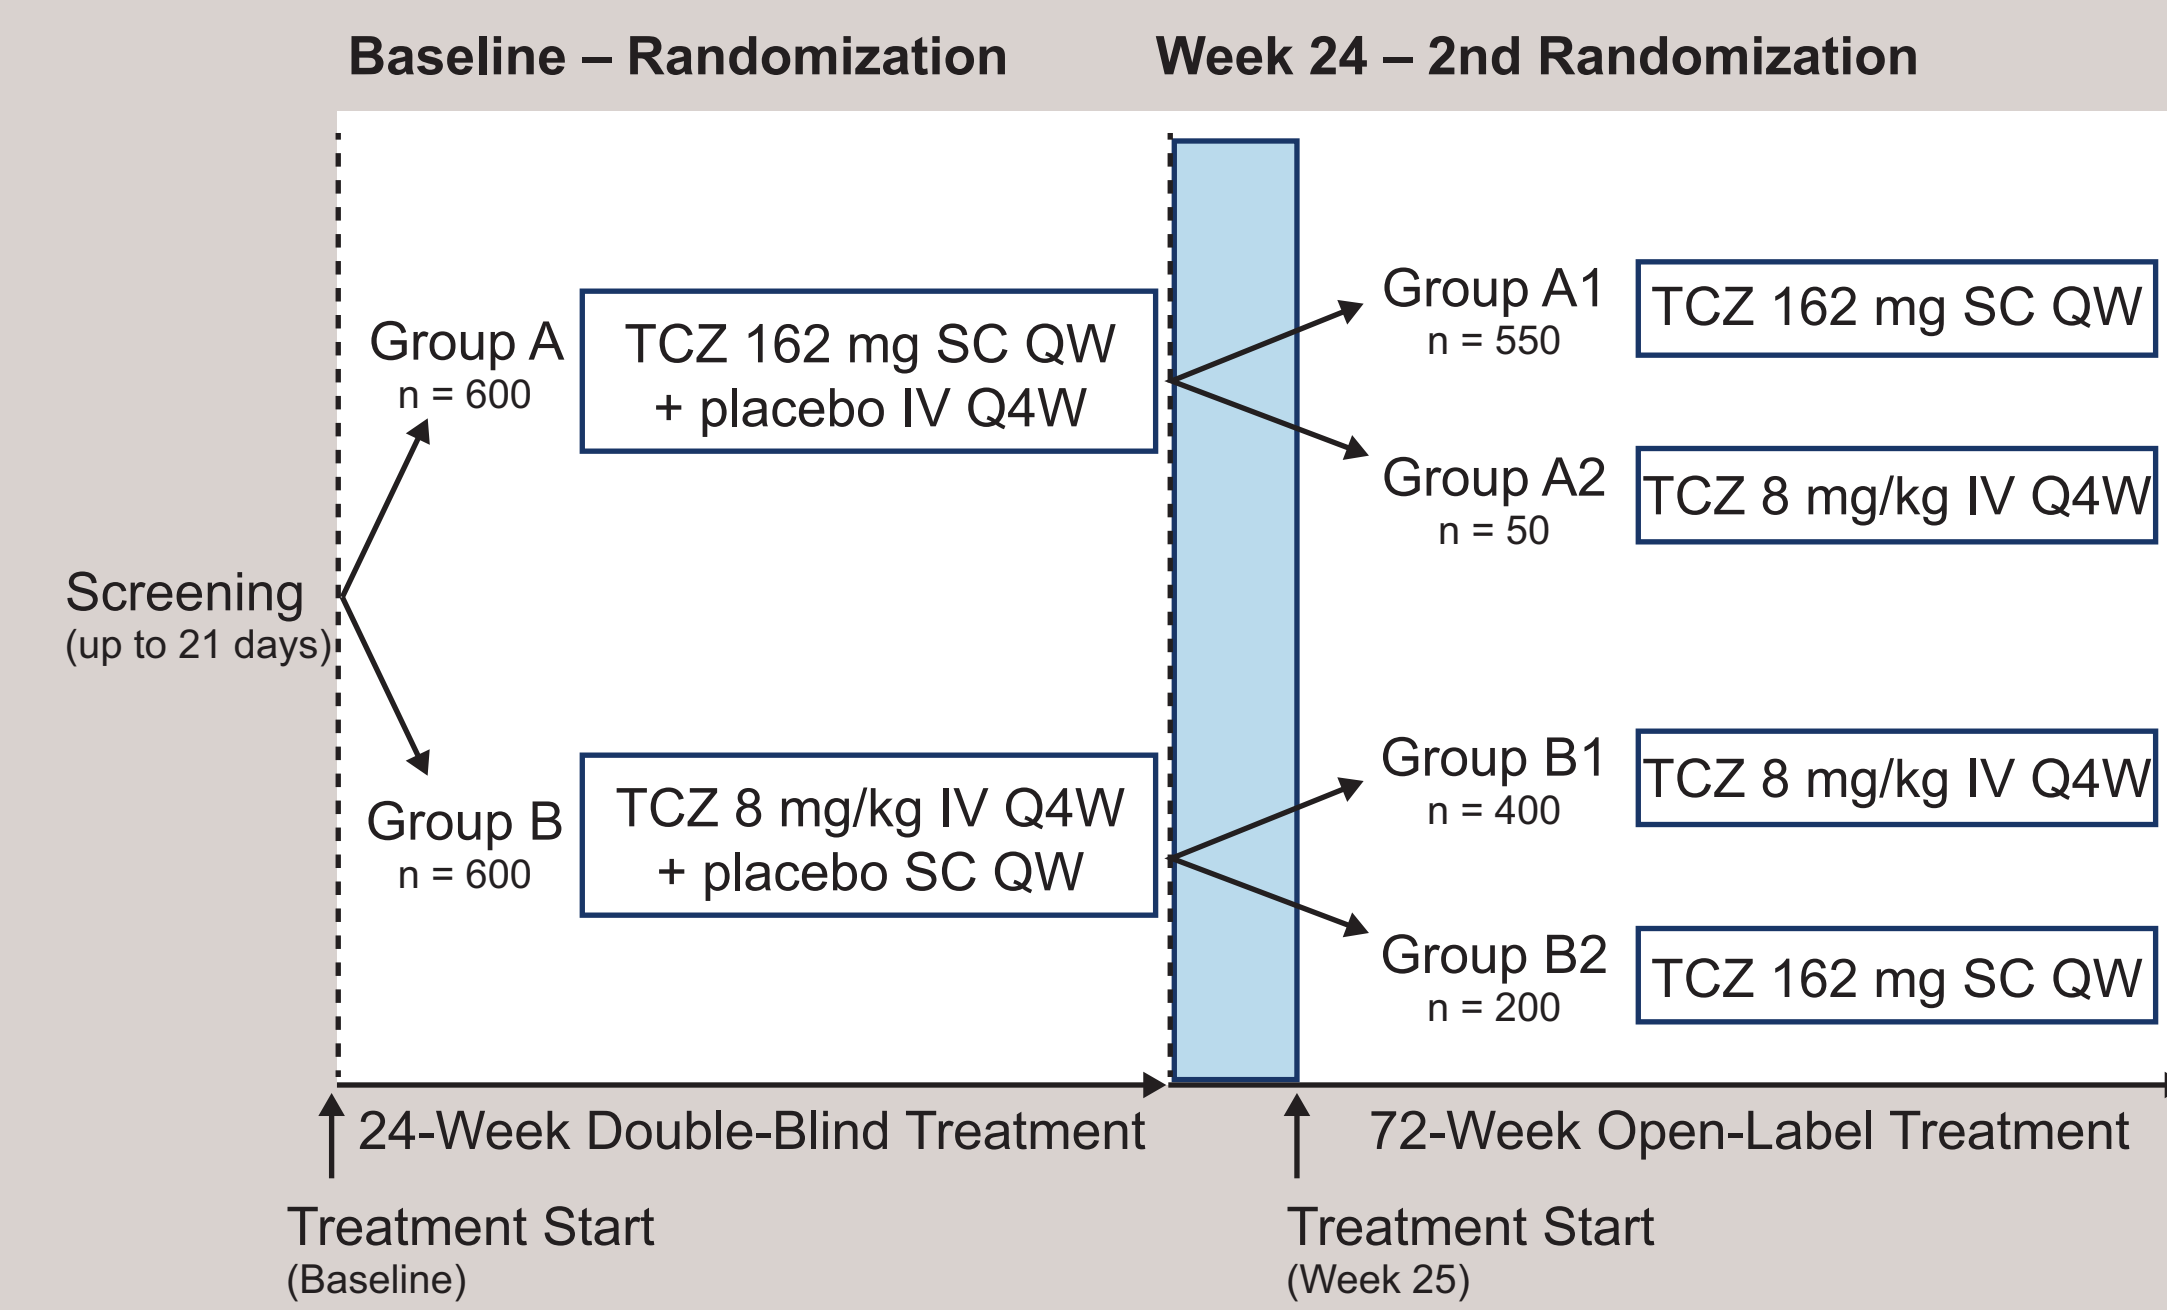 Baseline – Randomization
Week 24 – 2nd Randomization
Screening
(up to 21 days)
Group A
n = 600
TCZ 162 mg SC QW
+ placebo IV Q4W
Group B
n = 600
TCZ 8 mg/kg IV Q4W
+ placebo SC QW
Group A1
n = 550
TCZ 162 mg SC QW
Group A2
n = 50
TCZ 8 mg/kg IV Q4W
Group B1
n = 400
TCZ 8 mg/kg IV Q4W
Group B2
n = 200
TCZ 162 mg SC QW
24-Week Double-Blind Treatment
72-Week Open-Label Treatment
Treatment Start
(Baseline)
Treatment Start
(Week 25)